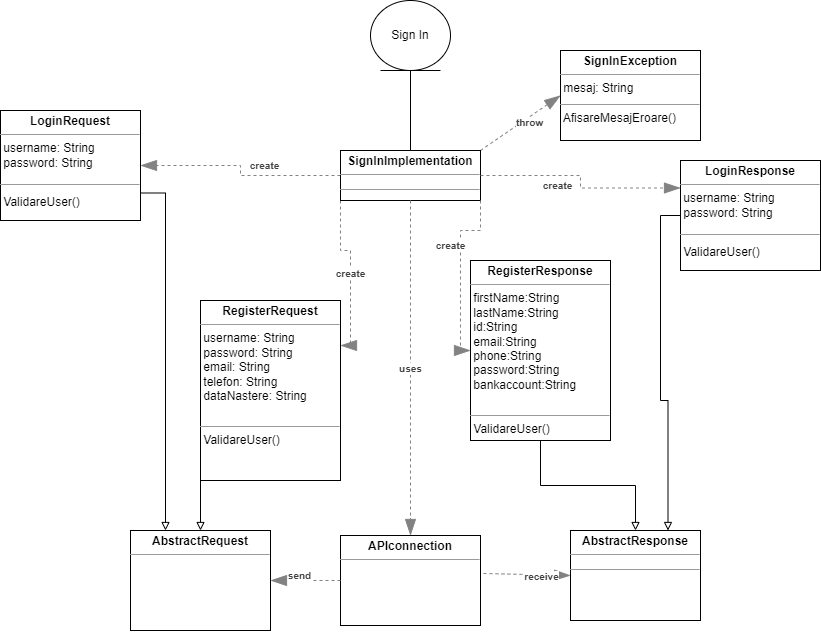 Sign In
SignInException
mesaj: String
AfisareMesajEroare()
throw
LoginRequest
username: String
password: String
ValidareUser()
create
SignInImplementation
create
LoginResponse
username: String
password: String
ValidareUser()
create
create
RegisterResponse
firstName:String
lastName:String
id:String
email:String
phone:String
password:String
bankaccount:String
ValidareUser()
RegisterRequest
username: String
password: String
email: String
telefon: String
dataNastere: String
ValidareUser()
uses
AbstractRequest
send
APIconnection
receive
AbstractResponse